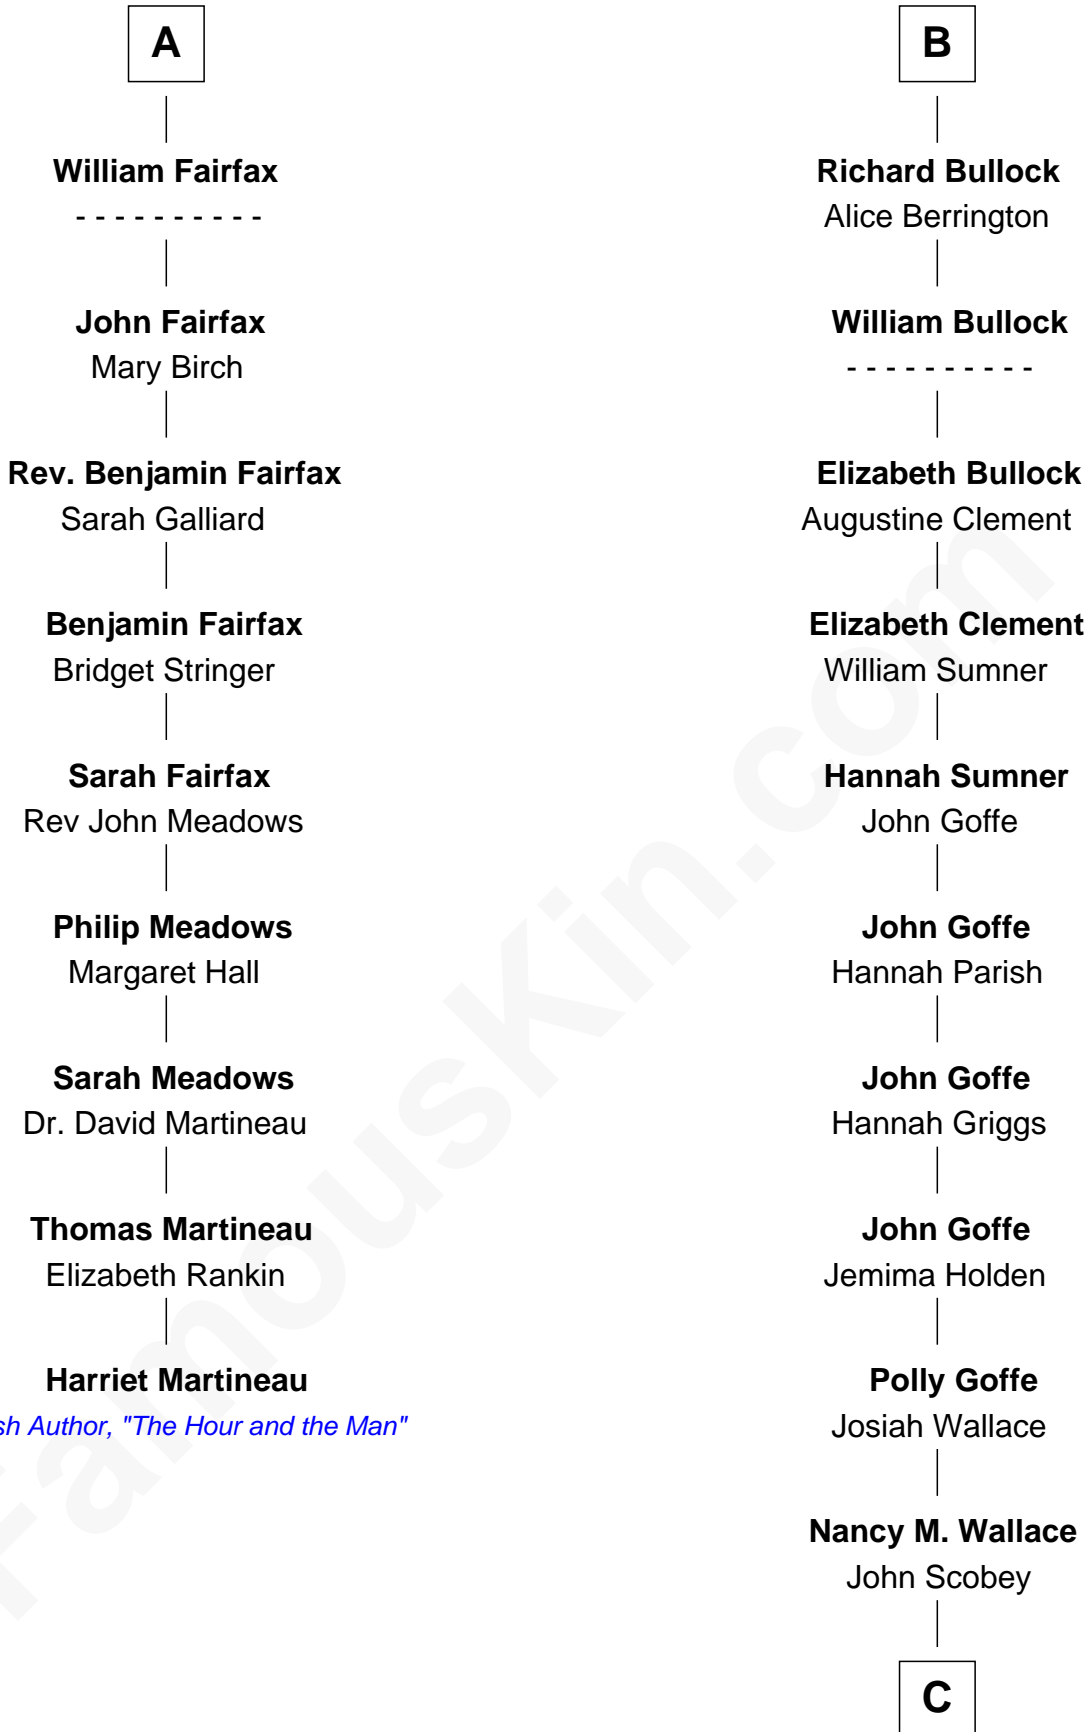 A
William Fairfax
- - - - - - - - - -
John Fairfax
Mary Birch
Rev. Benjamin Fairfax
Sarah Galliard
Benjamin Fairfax
Bridget Stringer
Sarah Fairfax
Rev John Meadows
Philip Meadows
Margaret Hall
Sarah Meadows
Dr. David Martineau
Thomas Martineau
Elizabeth Rankin
Harriet Martineau
sh Author, "The Hour and the Man"
B
Richard Bullock
Alice Berrington
William Bullock
- - - - - - - - - -
Elizabeth Bullock
Augustine Clement
Elizabeth Clement
William Sumner
Hannah Sumner
John Goffe
John Goffe
Hannah Parish
John Goffe
Hannah Griggs
John Goffe
Jemima Holden
Polly Goffe
Josiah Wallace
Nancy M. Wallace
John Scobey
C
FamousKin.com